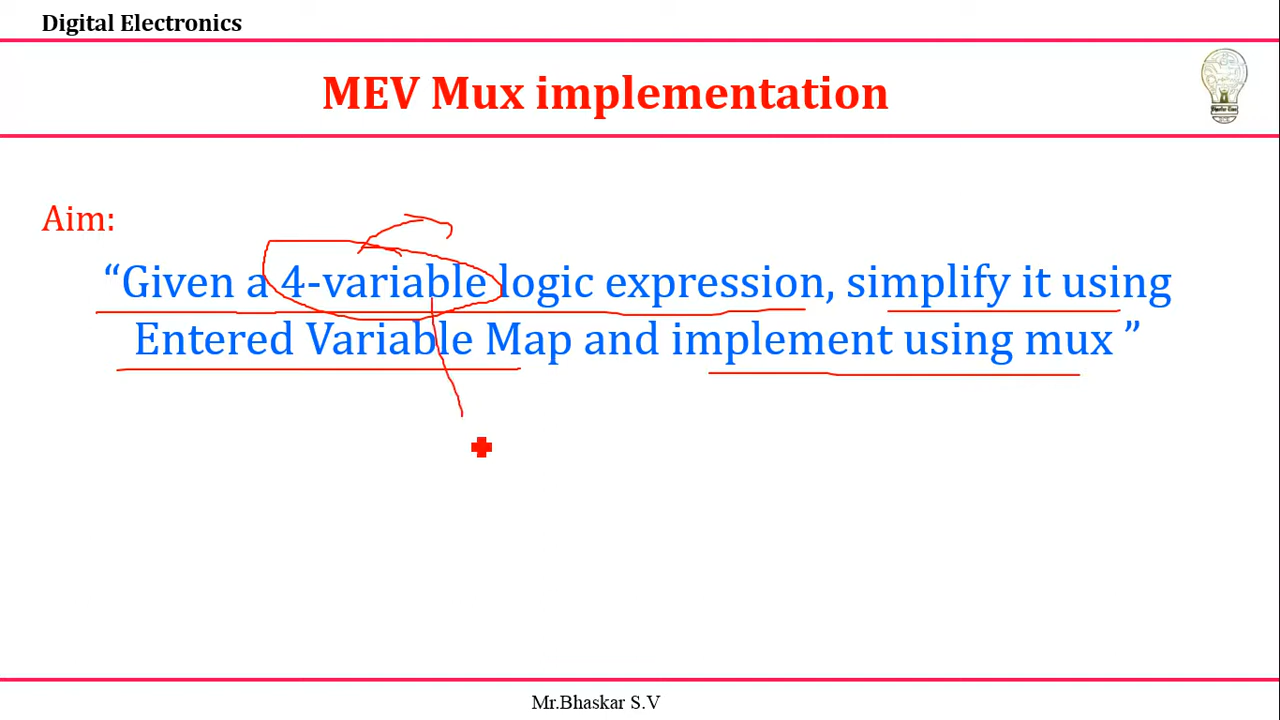 Digital Electronics
MEV Mux implementation
Aim:
“Given a 4-variable logic expression, simplify it using
Entered Variable Map and implement using mux ”
Mr.Bhaskar S.V